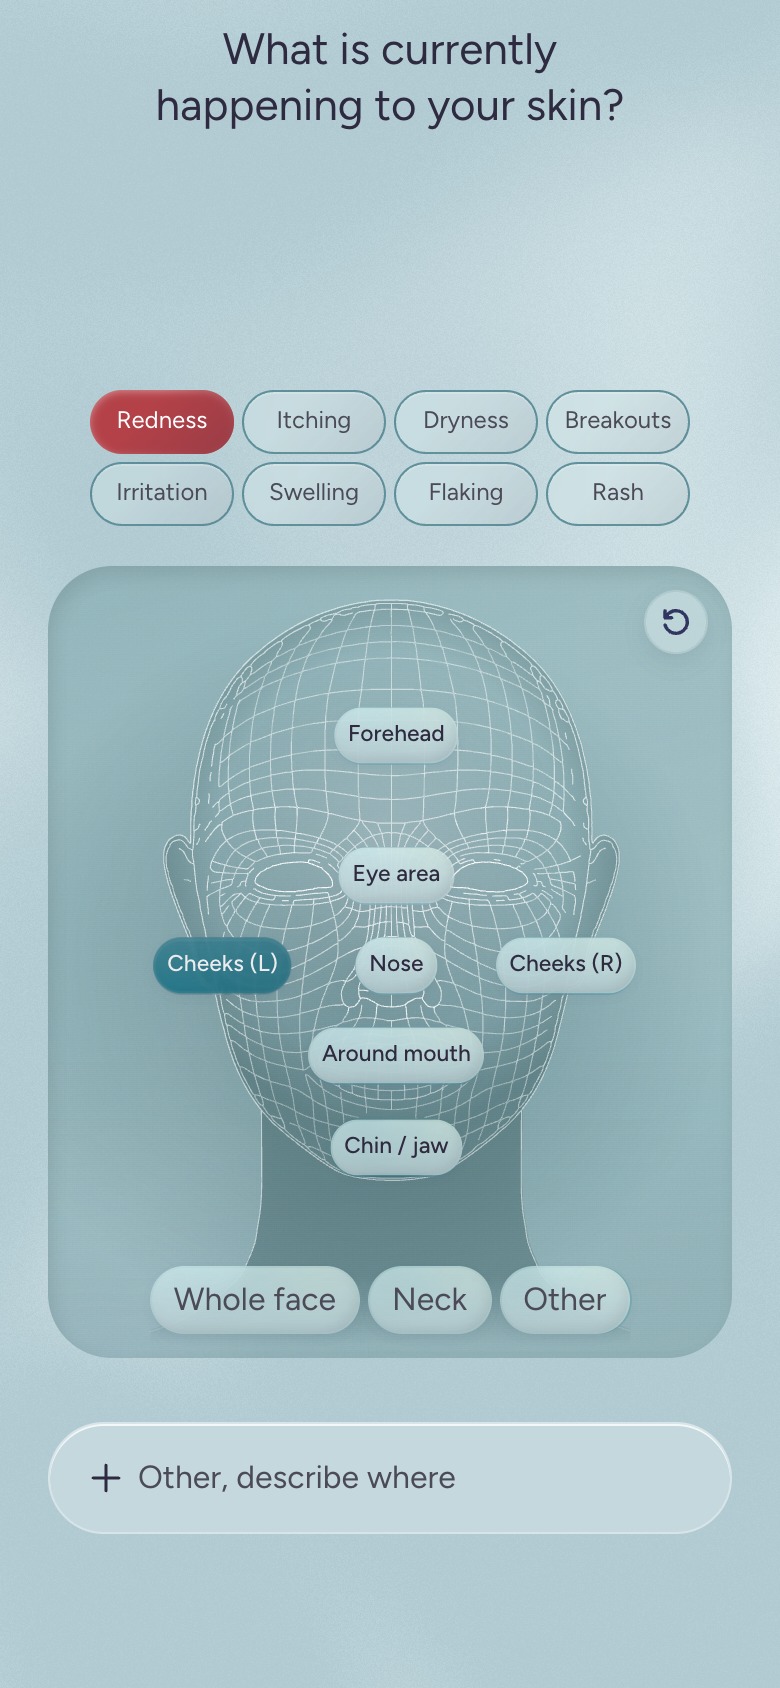 What is currently
happening to your skin?
Redness Itching Dryness Breakouts
Irritation Swelling Flaking Rash
Forehead
Eye area
Cheeks (L) Nose Cheeks (R)
Around mouth
Chin / jaw
Whole face Neck Other
Other, describe where